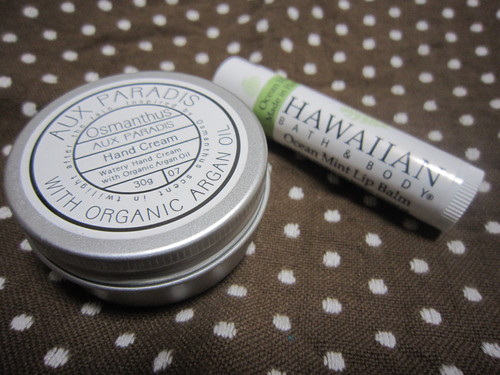 AUX PARADIS
Osmanthus
AUX PARADIS
Hand Cream
Watery Hand Cream
with Organic Argan Oil
30g 07
WITH ORGANIC ARGAN OIL
HAWAIIAN
BATH & BODY®
Ocean Mint Lip Balm